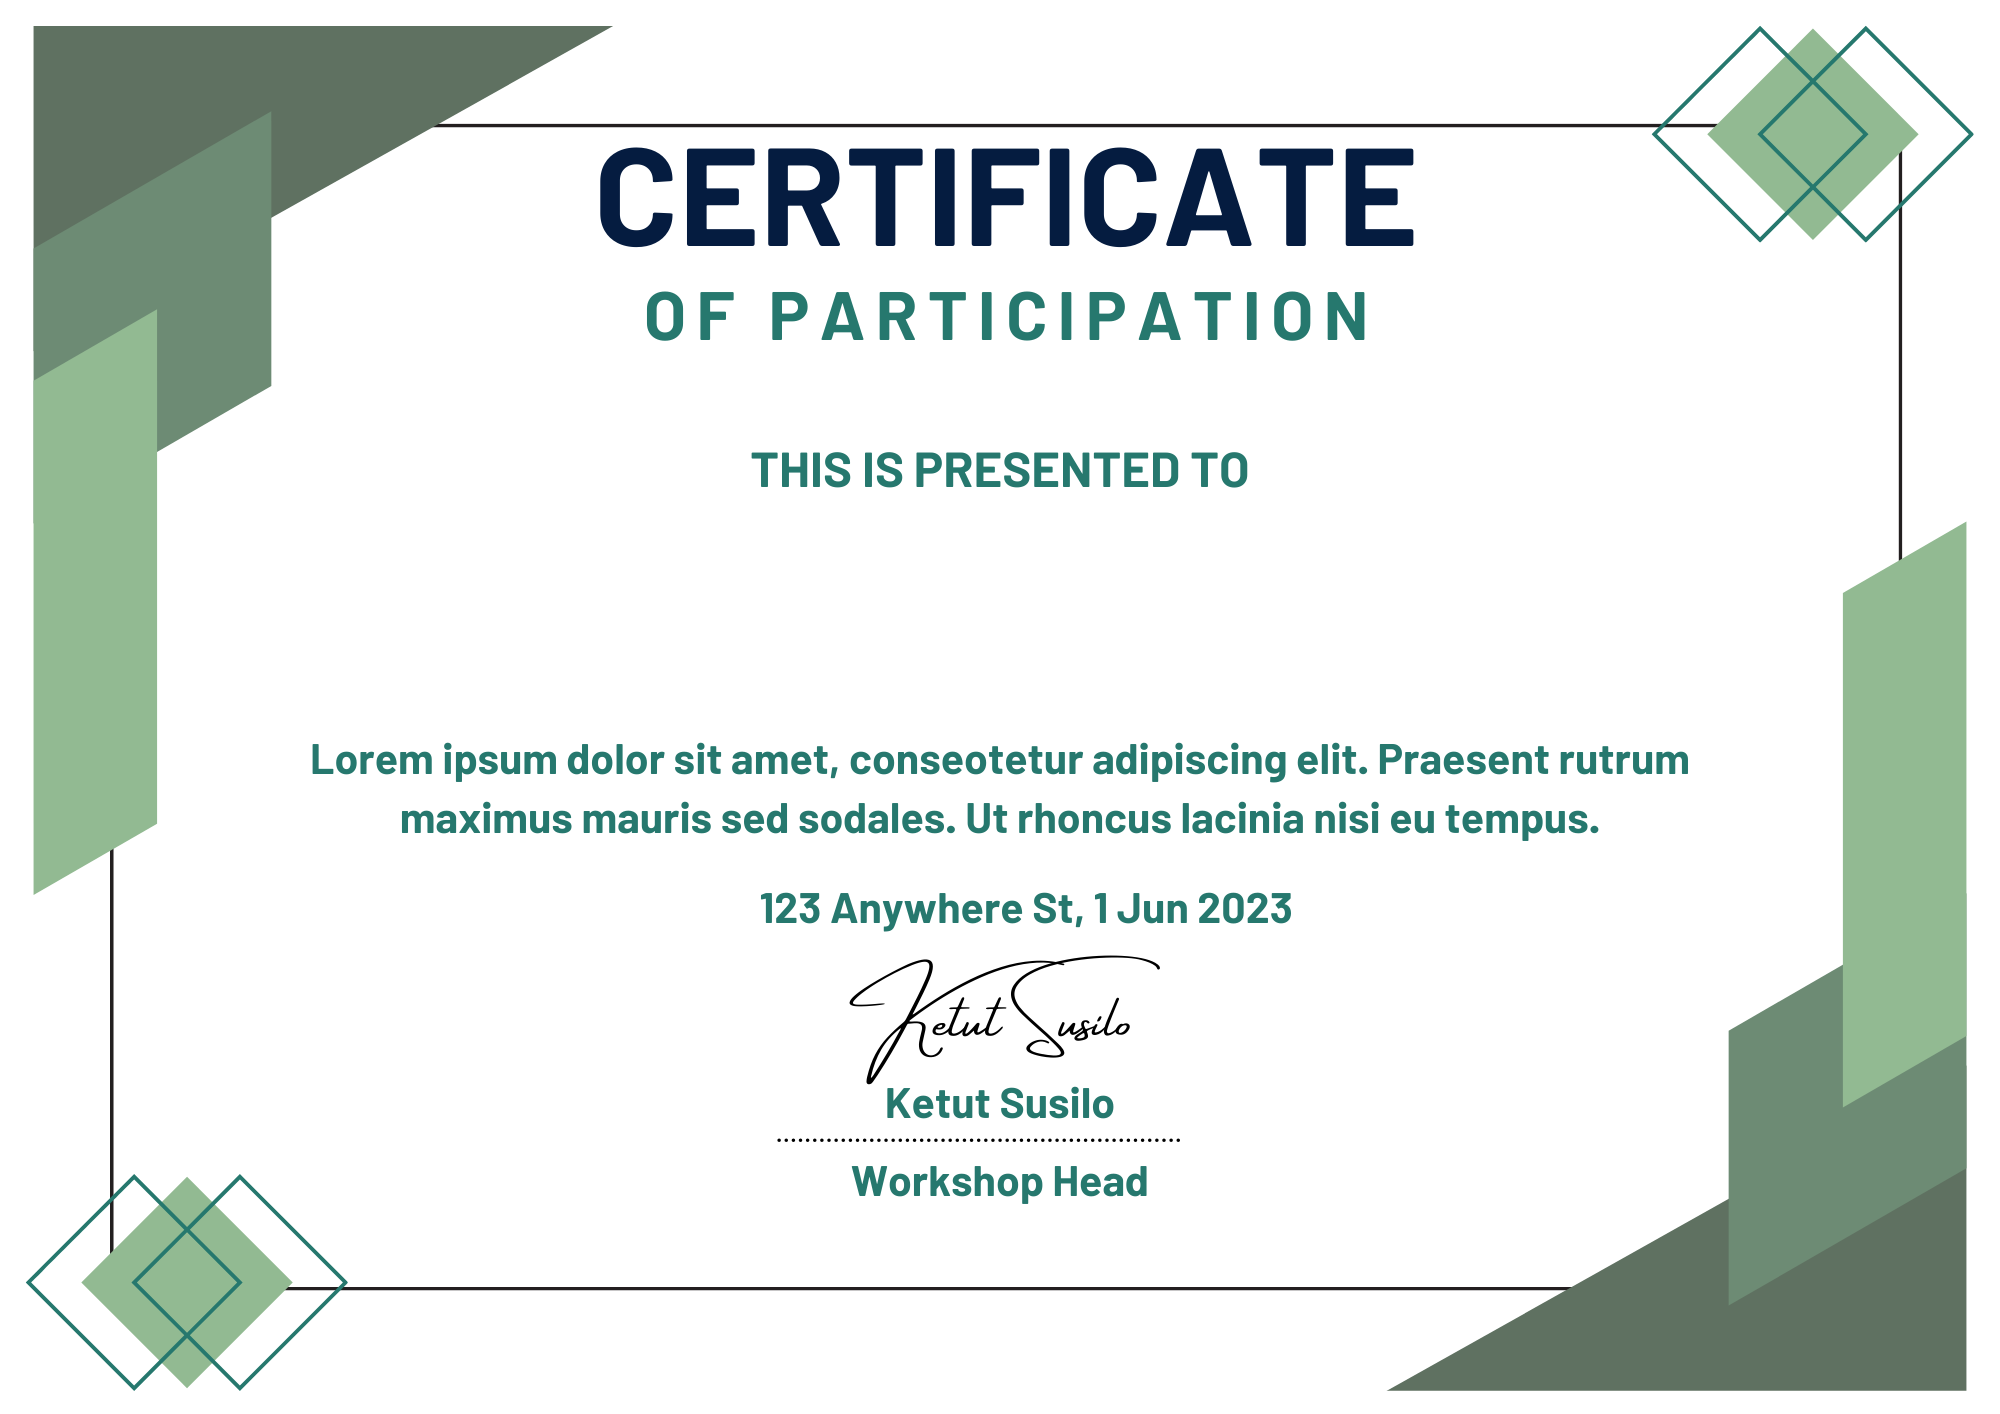 CERTIFICATE
OF PARTICIPATION
THIS IS PRESENTED TO
Lorem ipsum dolor sit amet, conseotetur adipiscing elit. Praesent rutrum
maximus mauris sed sodales. Ut rhoncus lacinia nisi eu tempus.
123 Anywhere St, 1 Jun 2023
Ketut Susilo
Ketut Susilo
Workshop Head